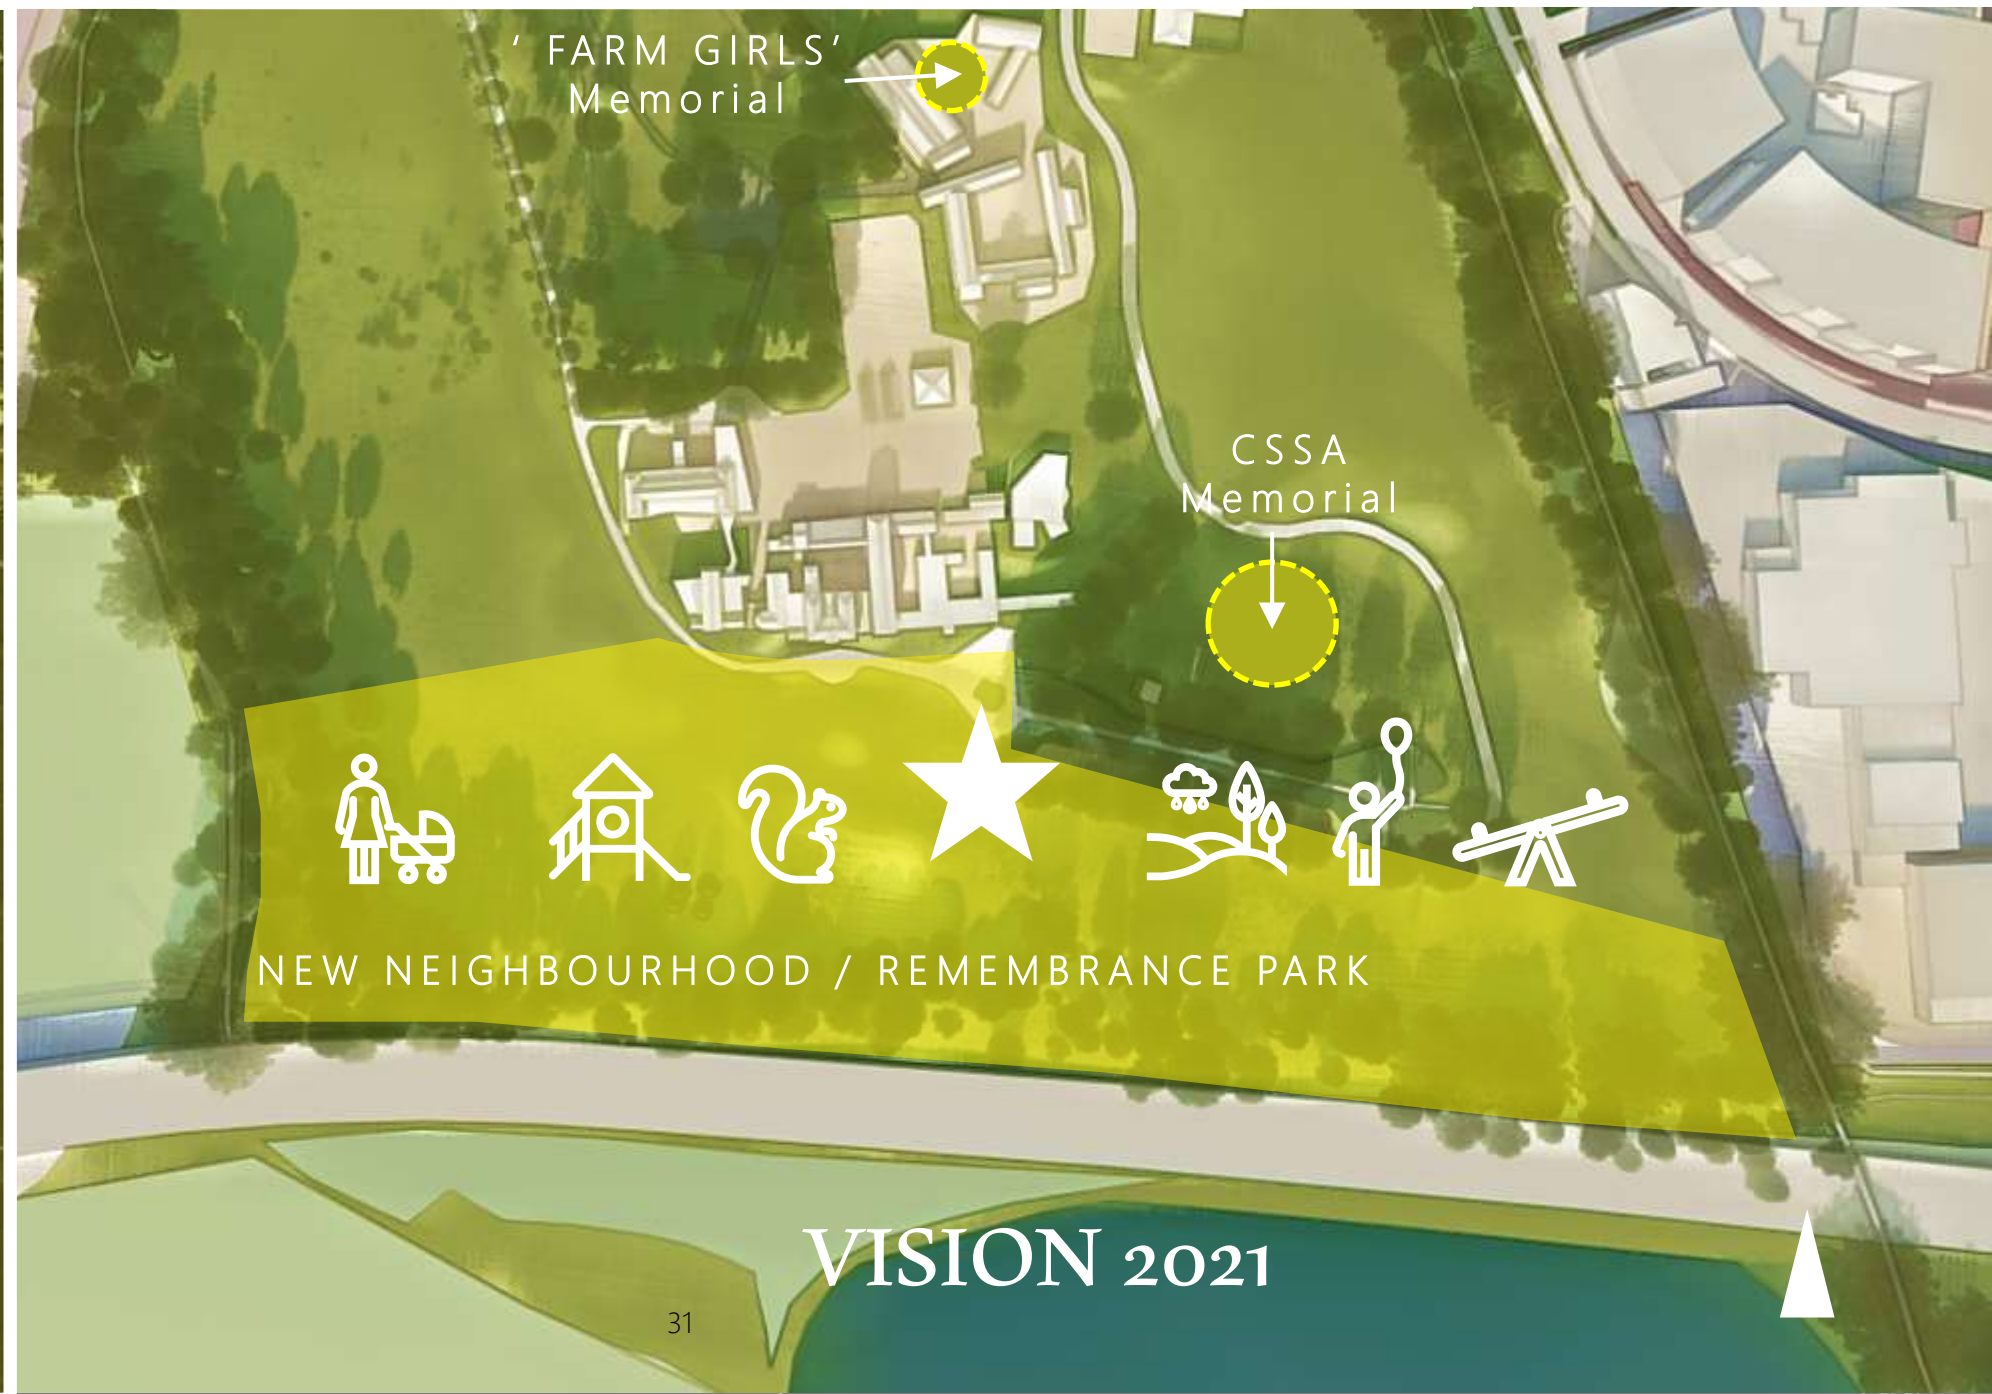 ‘ FARM GIRLS’
Memorial
CSSA
Memorial
NEW NEIGHBOURHOOD / REMEMBRANCE PARK
VISION 2021
31